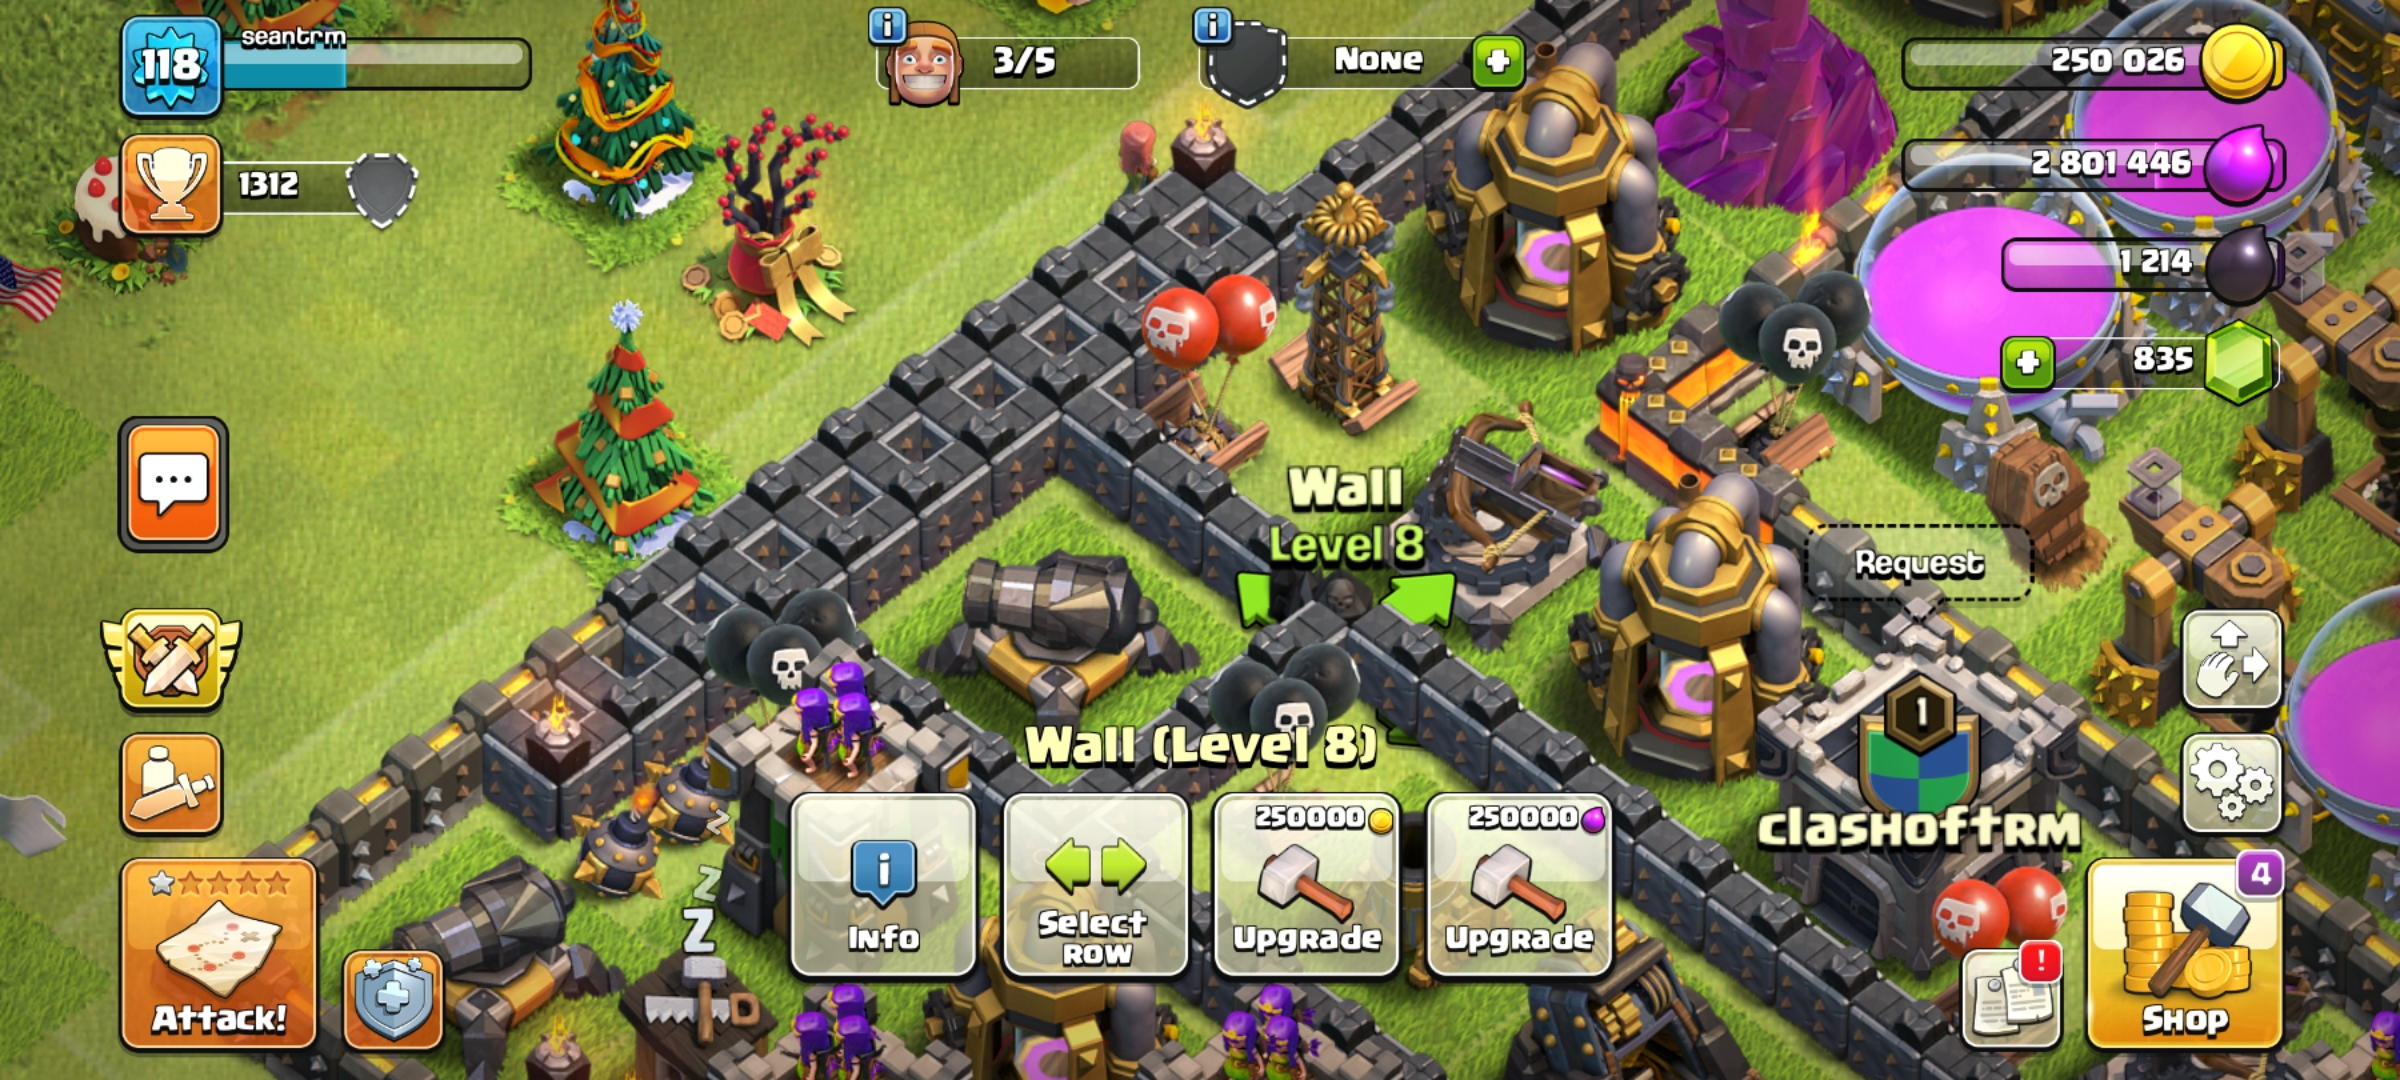 118
seantrm
3/5
None
250 026
1312
2 801 446
1 214
835
Wall
Level 8
Request
Wall (Level 8)
1
clashoftrm
Info
Select
row
250000
Upgrade
250000
Upgrade
Z
Z
Z
Attack!
!
4
Shop